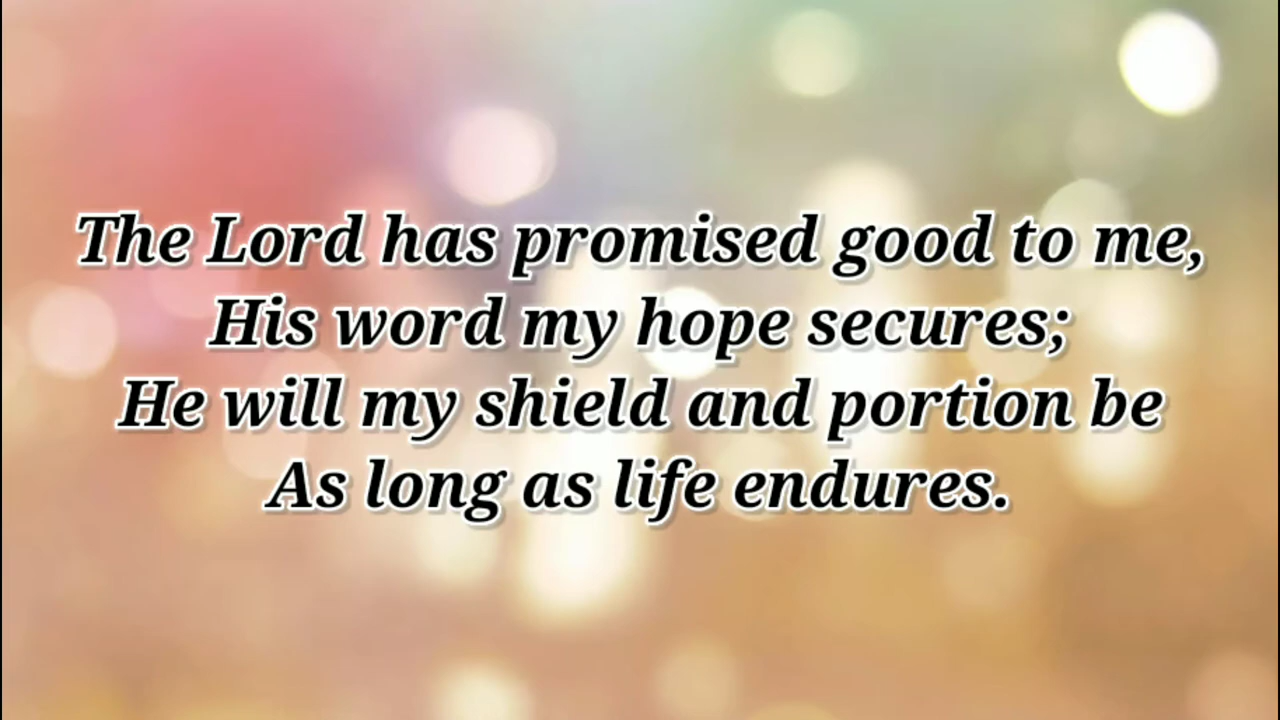 The Lord has promised good to me,
His word my hope secures;
He will my shield and portion be
As long as life endures.